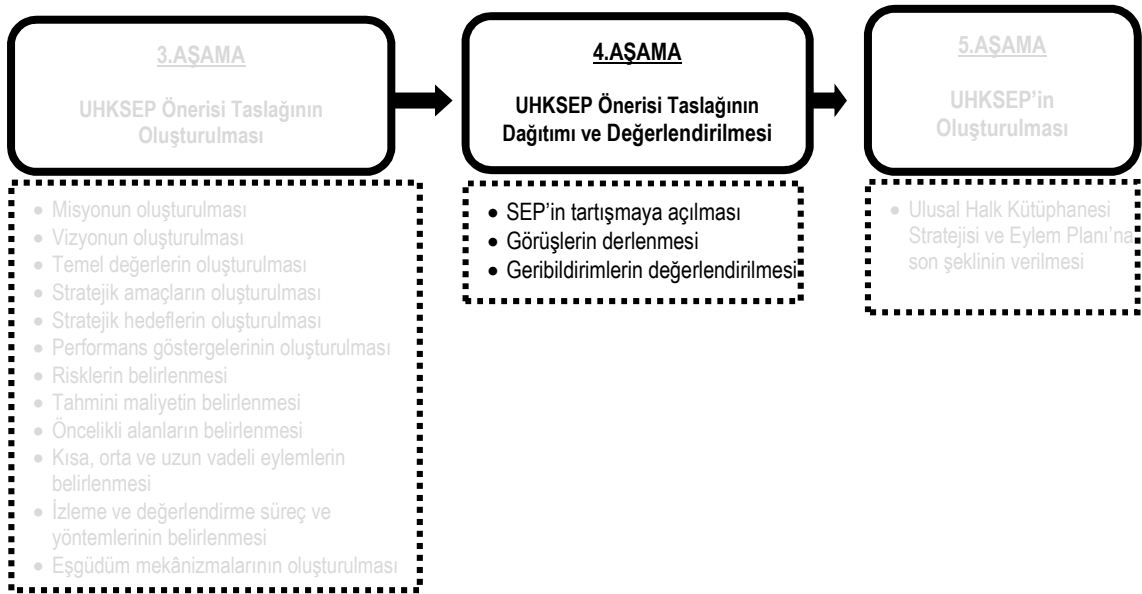 3.AŞAMA
UHKSEP Önerisi Taslağının
Oluşturulması
• Misyonun oluşturulması
• Vizyonun oluşturulması
• Temel değerlerin oluşturulması
• Stratejik amaçların oluşturulması
• Stratejik hedeflerin oluşturulması
• Performans göstergelerinin oluşturulması
• Risklerin belirlenmesi
• Tahmini maliyetin belirlenmesi
• Öncelikli alanların belirlenmesi
• Kısa, orta ve uzun vadeli eylemlerin
belirlenmesi
• İzleme ve değerlendirme süreç ve
yöntemlerinin belirlenmesi
• Eşgüdüm mekânizmalarının oluşturulması
4.AŞAMA
UHKSEP Önerisi Taslağının
Dağıtımı ve Değerlendirilmesi
• SEP’in tartışmaya açılması
• Görüşlerin derlenmesi
• Geribildirimlerin değerlendirilmesi
5.AŞAMA
UHKSEP’in
Oluşturulması
• Ulusal Halk Kütüphanesi
Stratejisi ve Eylem Planı’na
son şeklinin verilmesi